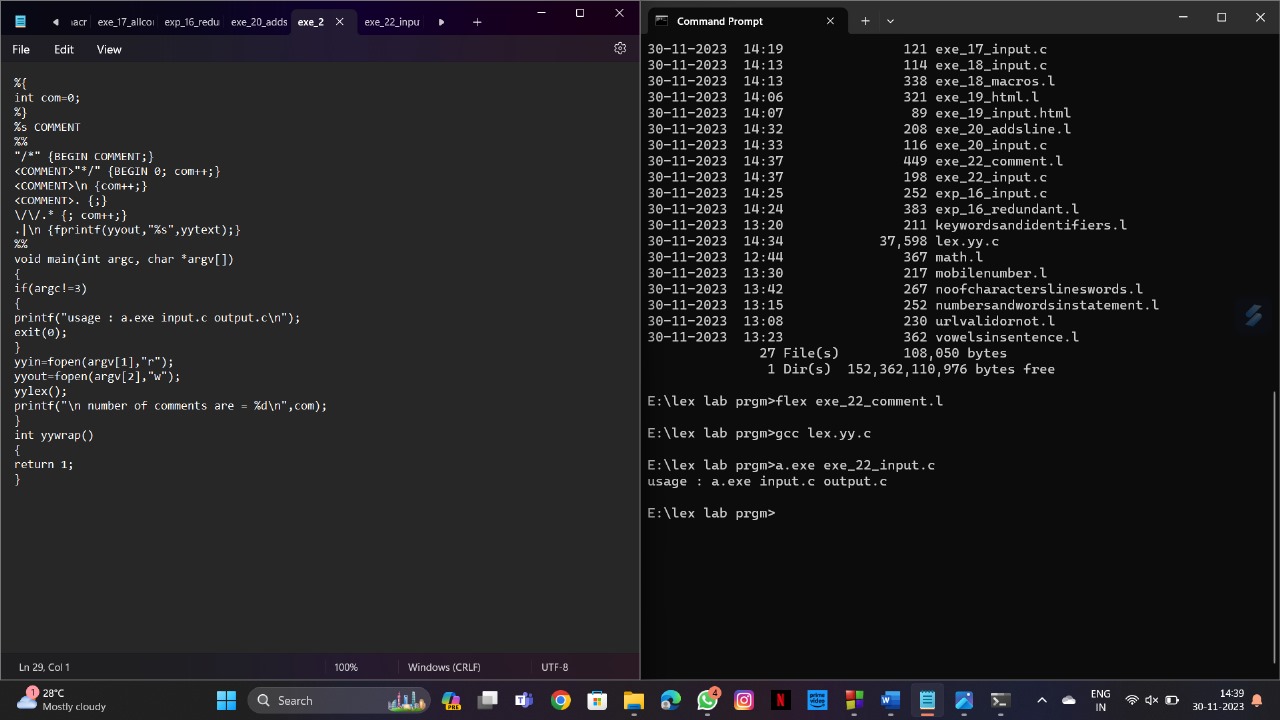 acr exe_17_allco exp_16_redu exe_20_adds exe_2 exe_22_inpu
File Edit View
%{
int com=0;
%}
%s COMMENT
%%
"/*" {BEGIN COMMENT;}
<COMMENT>"*/" {BEGIN 0; com++;}
<COMMENT>\n {com++;}
<COMMENT>. {;}
\/\/.* {; com++;}
.|\n {fprintf(yyout,"%s",yytext);}
%%
void main(int argc, char *argv[])
{
if(argc!=3)
{
printf("usage : a.exe input.c output.c\n");
exit(0);
}
yyin=fopen(argv[1],"r");
yyout=fopen(argv[2],"w");
yylex();
printf("\n number of comments are = %d\n",com);
}
int yywrap()
{
return 1;
}
Ln 29, Col 1 100% Windows (CRLF) UTF-8
Command Prompt
30-11-2023 14:19 121 exe_17_input.c
30-11-2023 14:13 114 exe_18_input.c
30-11-2023 14:13 338 exe_18_macros.l
30-11-2023 14:06 321 exe_19_html.l
30-11-2023 14:07 89 exe_19_input.html
30-11-2023 14:32 208 exe_20_addsline.l
30-11-2023 14:33 116 exe_20_input.c
30-11-2023 14:37 449 exe_22_comment.l
30-11-2023 14:37 198 exe_22_input.c
30-11-2023 14:25 252 exp_16_input.c
30-11-2023 14:24 383 exp_16_redundant.l
30-11-2023 13:20 211 keywordsandidentifiers.l
30-11-2023 14:34 37,598 lex.yy.c
30-11-2023 12:44 367 math.l
30-11-2023 13:30 217 mobilenumber.l
30-11-2023 13:42 267 noofcharacterslineswords.l
30-11-2023 13:15 252 numbersandwordsinstatement.l
30-11-2023 13:08 230 urlvalidornot.l
30-11-2023 13:23 362 vowelsinsentence.l
27 File(s) 108,050 bytes
1 Dir(s) 152,362,110,976 bytes free
E:\lex lab prgm>flex exe_22_comment.l
E:\lex lab prgm>gcc lex.yy.c
E:\lex lab prgm>a.exe exe_22_input.c
usage : a.exe input.c output.c
E:\lex lab prgm>
1 28°C
Mostly cloudy
Search
PRE
4
N
prime video
W
ENG
IN
14:39
30-11-2023